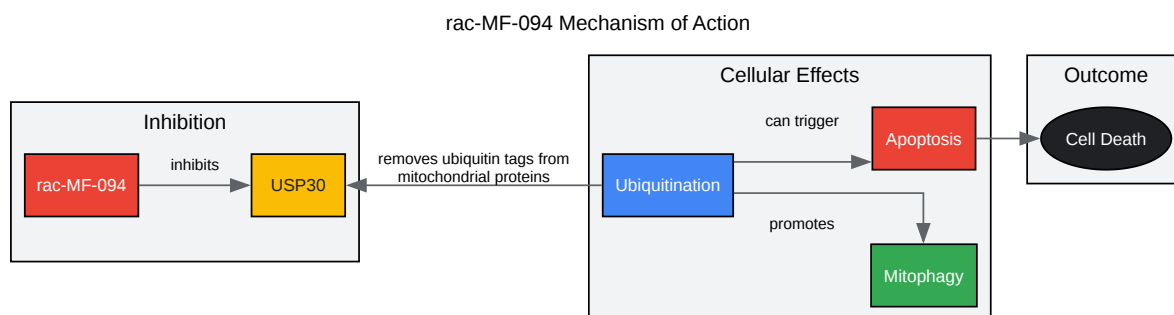 rac-MF-094 Mechanism of Action
Inhibition
rac-MF-094
inhibits
USP30
removes ubiquitin tags from
mitochondrial proteins
Cellular Effects
Ubiquitination
can trigger
Apoptosis
promotes
Mitophagy
Outcome
Cell Death